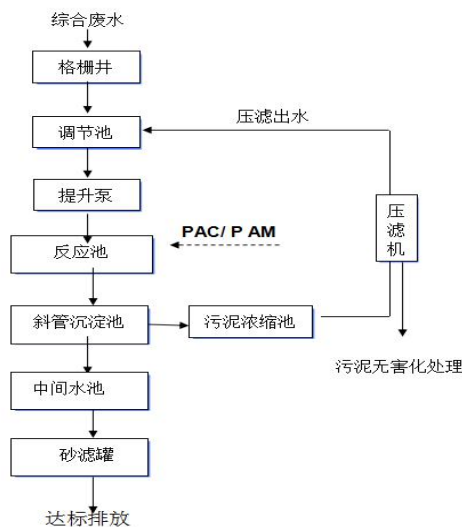 综合废水
格栅井
压滤出水
调节池
提升泵
压滤机
PAC/ P AM
反应池
斜管沉淀池
污泥浓缩池
污泥无害化处理
中间水池
砂滤罐
达标排放